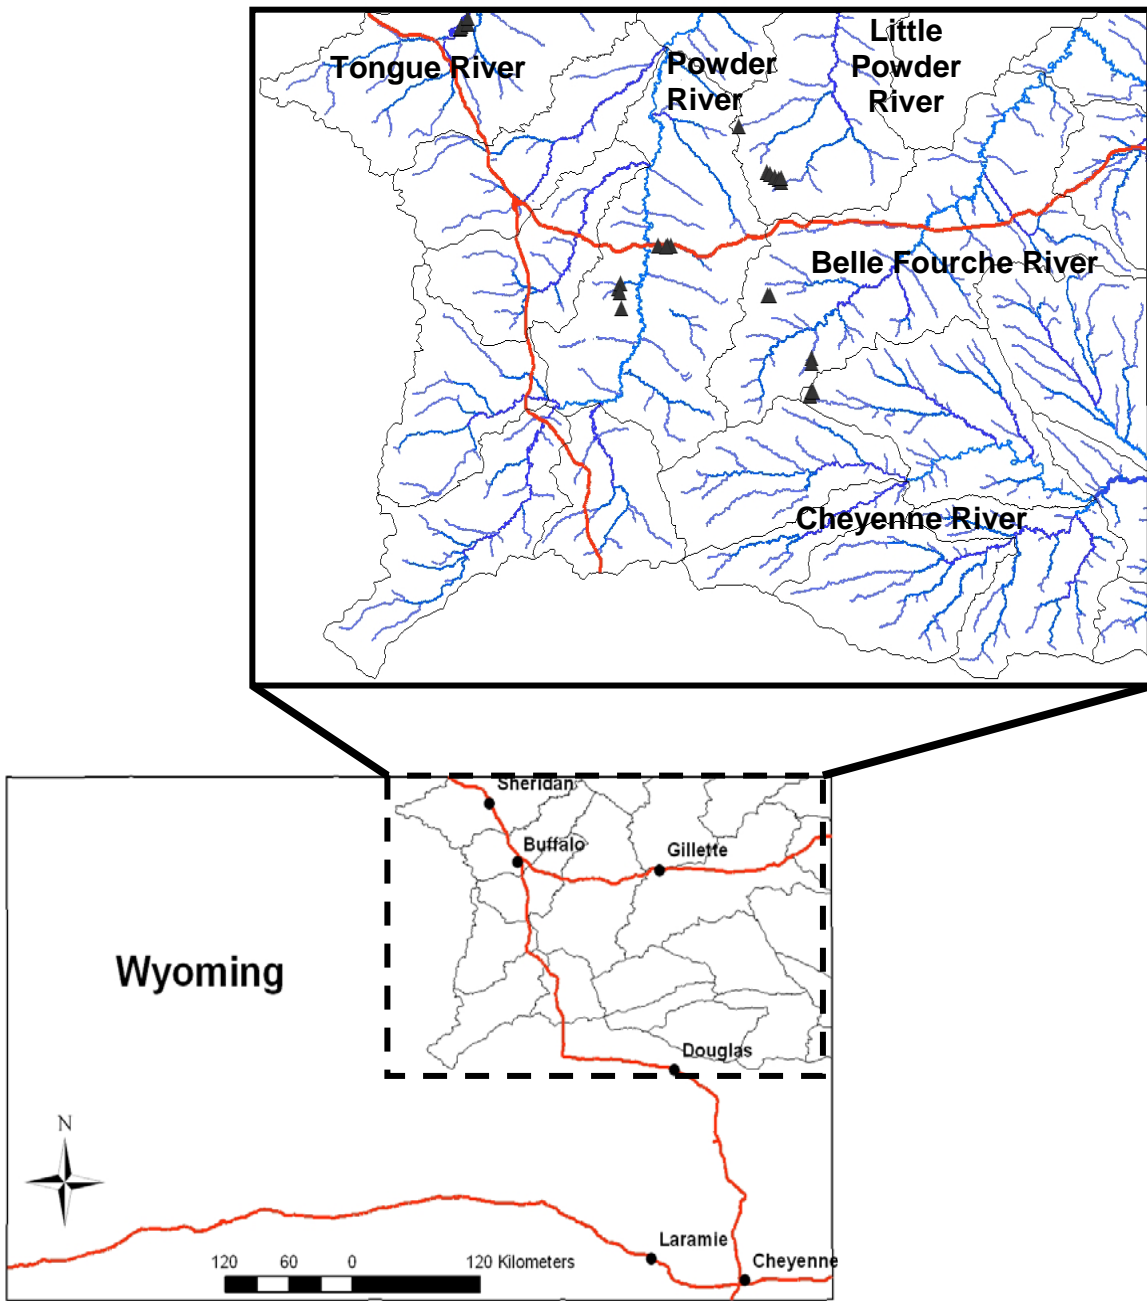 Tongue River
Powder
River
Little
Powder
River
Belle Fourche River
Cheyenne River
Sheridan
Buffalo
Gillette
Wyoming
Douglas
N
Laramie
Cheyenne
120 60 0 120 Kilometers